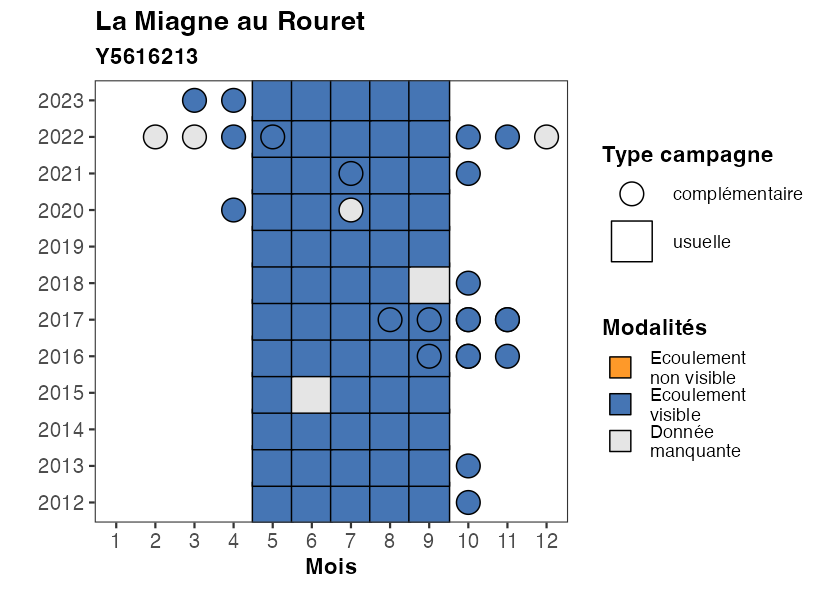 La Miagne au Rouret
Y5616213
2023
2022
2021
2020
2019
2018
2017
2016
2015
2014
2013
2012
1 2 3 4 5 6 7 8 9 10 11 12
Mois
Type campagne
complémentaire
usuelle
Modalités
Ecoulement
non visible
Ecoulement
visible
Donnée
manquante